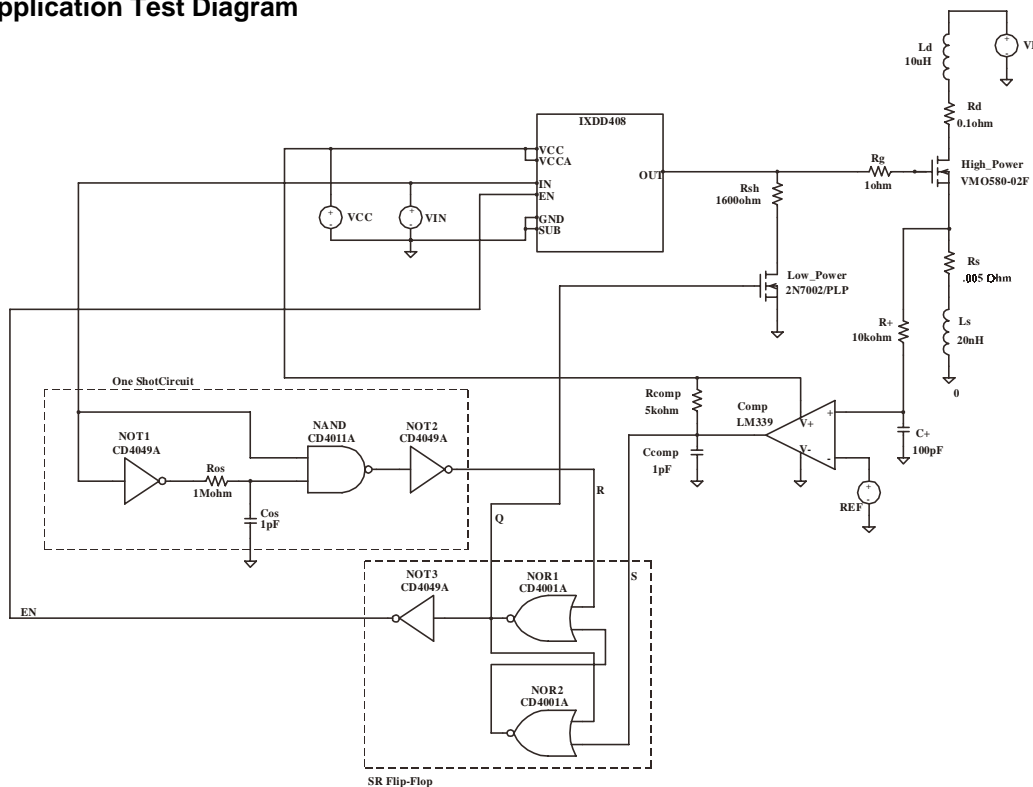 pplication Test Diagram
Ld
10uH
Rd
0.1ohm
IXDD408
VCC
VCCA
IN
EN
GND
SUB
OUT
VCC
VIN
Rg
1ohm
High_Power
VMO580-02F
Rsh
1600ohm
Low_Power
2N7002/PLP
Rs
.005 Ohm
R+
10kohm
Ls
20nH
0
One ShotCircuit
NOT1
CD4049A
Ros
1Mohm
Cos
1pF
NAND
CD4011A
NOT2
CD4049A
Rcomp
5kohm
Ccomp
1pF
Comp
LM339
V+
V-
+
-
C+
100pF
REF
+
-
R
Q
S
EN
NOT3
CD4049A
NOR1
CD4001A
NOR2
CD4001A
SR Flip-Flop